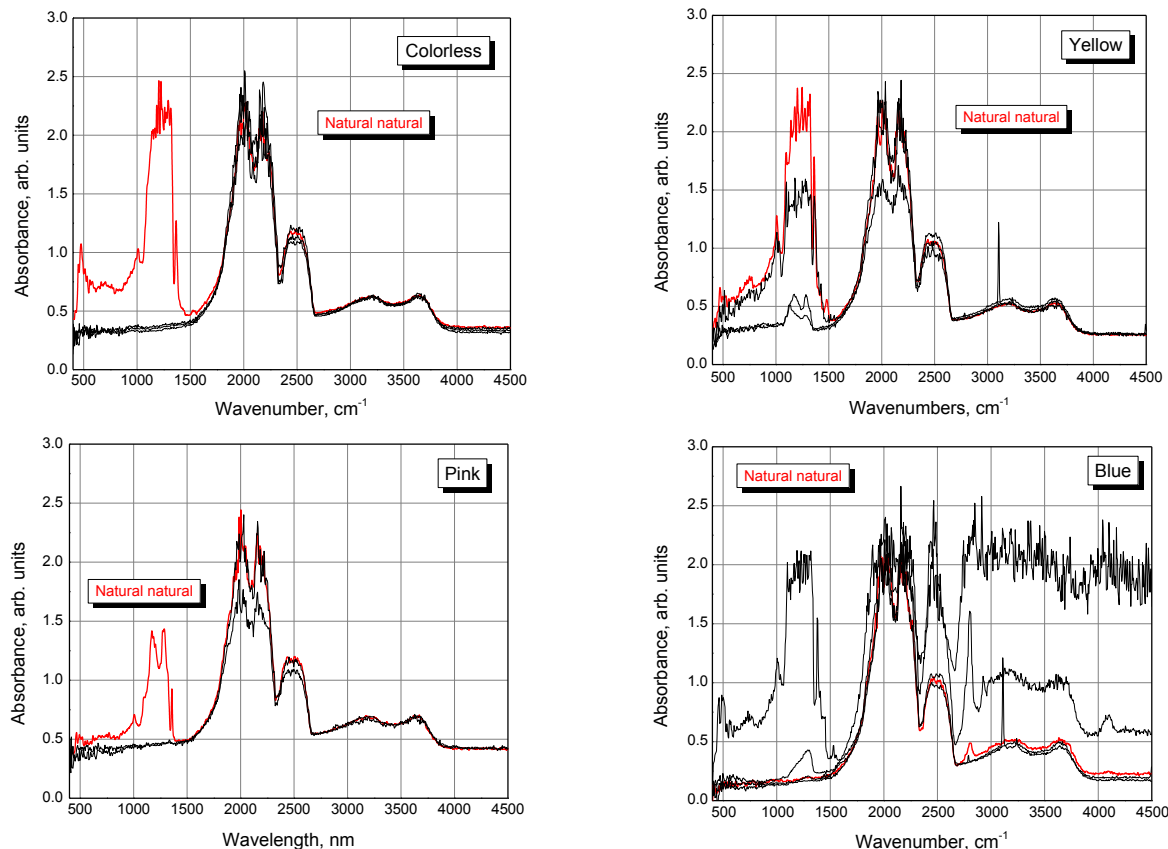 3.0
2.5
2.0
1.5
1.0
0.5
0.0
Absorbance, arb. units
Colorless
Natural natural
500 1000 1500 2000 2500 3000 3500 4000 4500
Wavenumber, cm-1
3.0
2.5
2.0
1.5
1.0
0.5
0.0
Absorbance, arb. units
Yellow
Natural natural
500 1000 1500 2000 2500 3000 3500 4000 4500
Wavenumbers, cm-1
3.0
2.5
2.0
1.5
1.0
0.5
0.0
Absorbance, arb. units
Pink
Natural natural
500 1000 1500 2000 2500 3000 3500 4000 4500
Wavelength, nm
3.0
2.5
2.0
1.5
1.0
0.5
0.0
Absorbance, arb. units
Natural natural
Blue
500 1000 1500 2000 2500 3000 3500 4000 4500
Wavenumber, cm-1